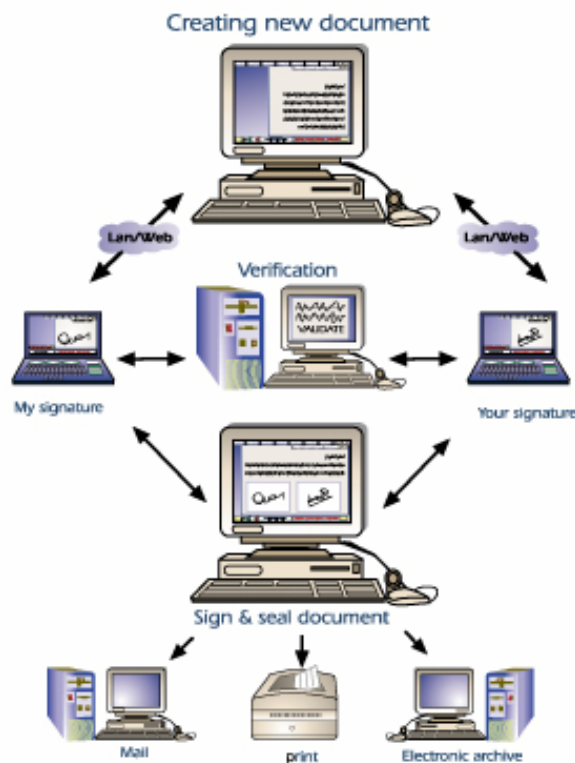 Creating new document
Lan/Web
Lan/Web
Verification
VALIDATE
My signature
Your signature
Sign & seal document
Mail
print
Electronic archive